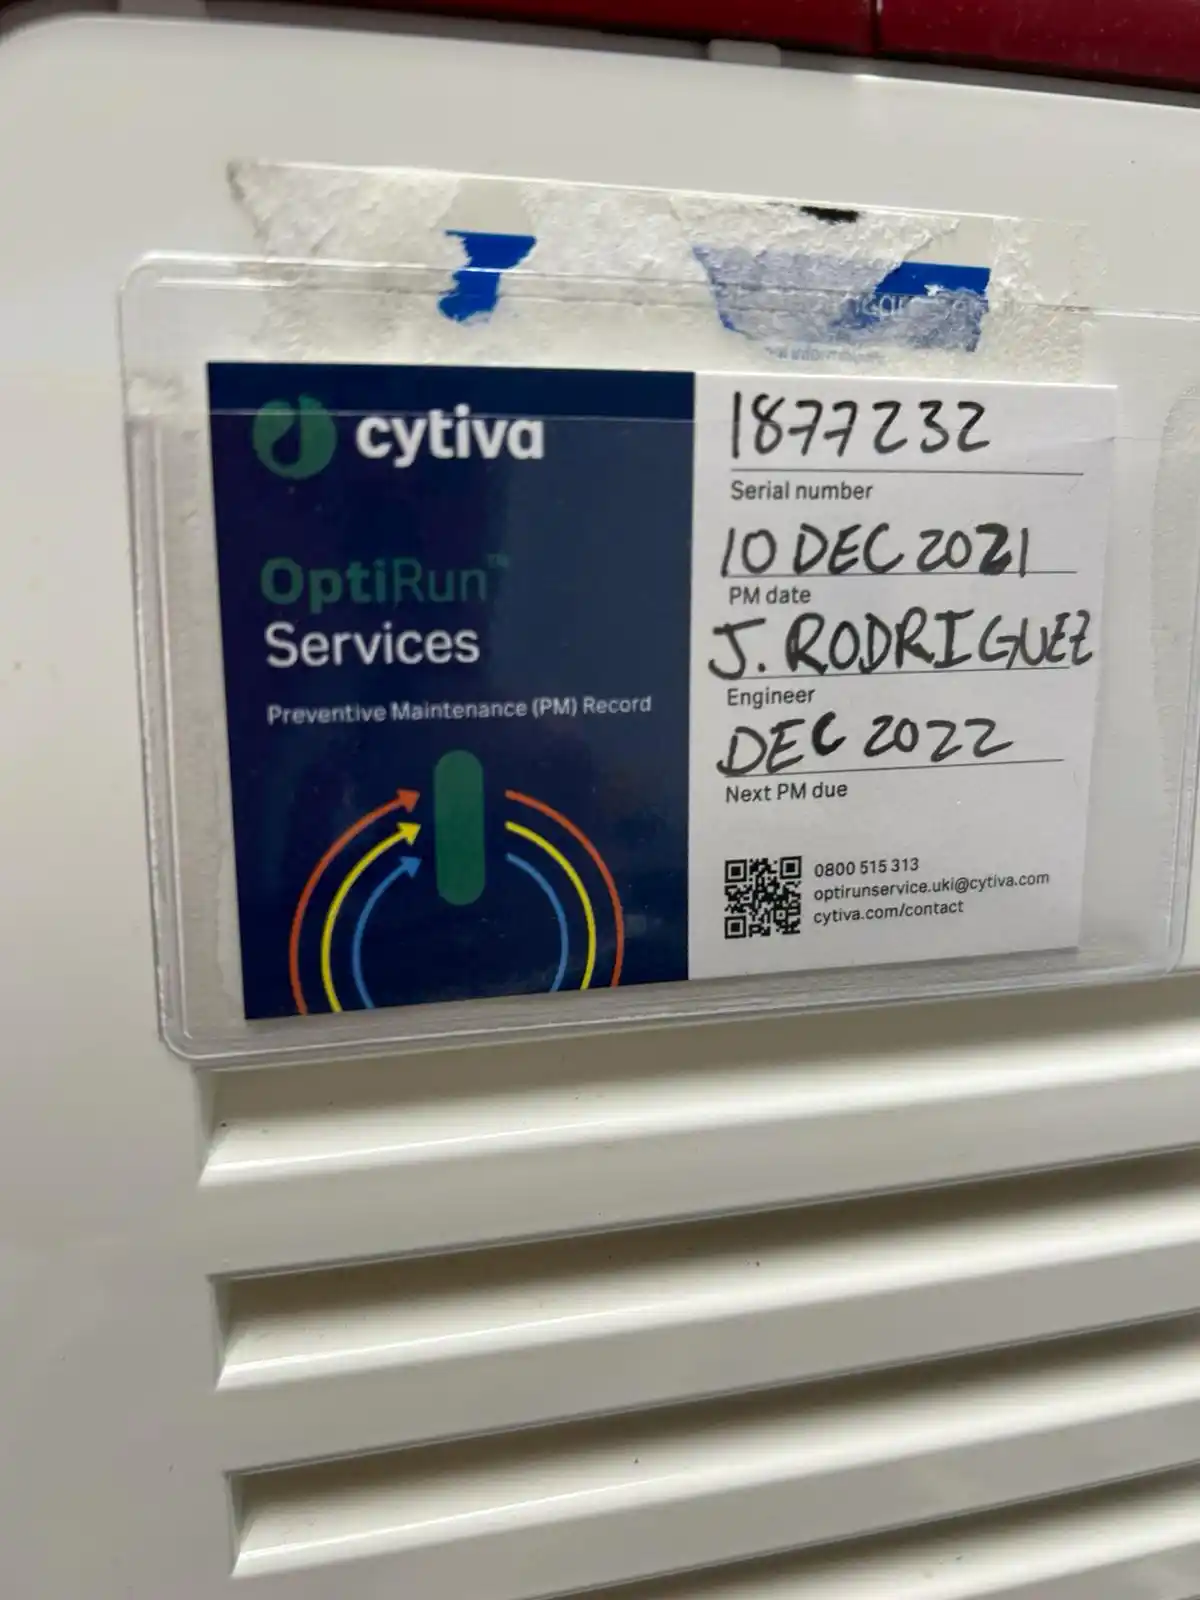 cytiva
OptiRun™
Services
Preventive Maintenance (PM) Record
1877232
Serial number
10 DEC 2021
PM date
J. RODRIGUEZ
Engineer
DEC 2022
Next PM due
0800 515 313
optirunservice.uki@cytiva.com
cytiva.com/contact